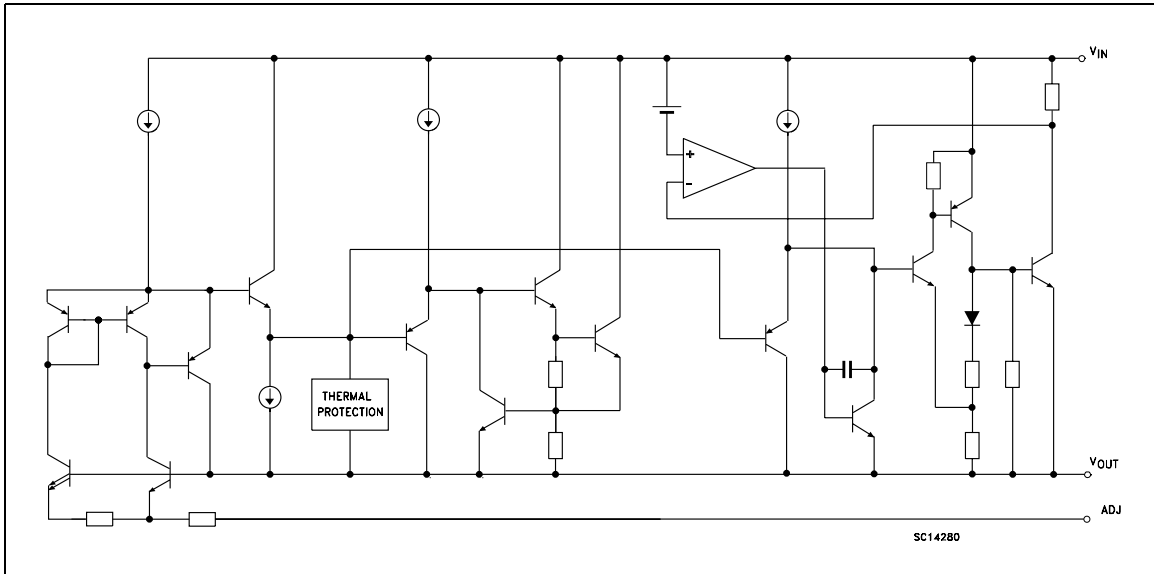 VIN
+
-
THERMAL
PROTECTION
VOUT
ADJ
SC14280